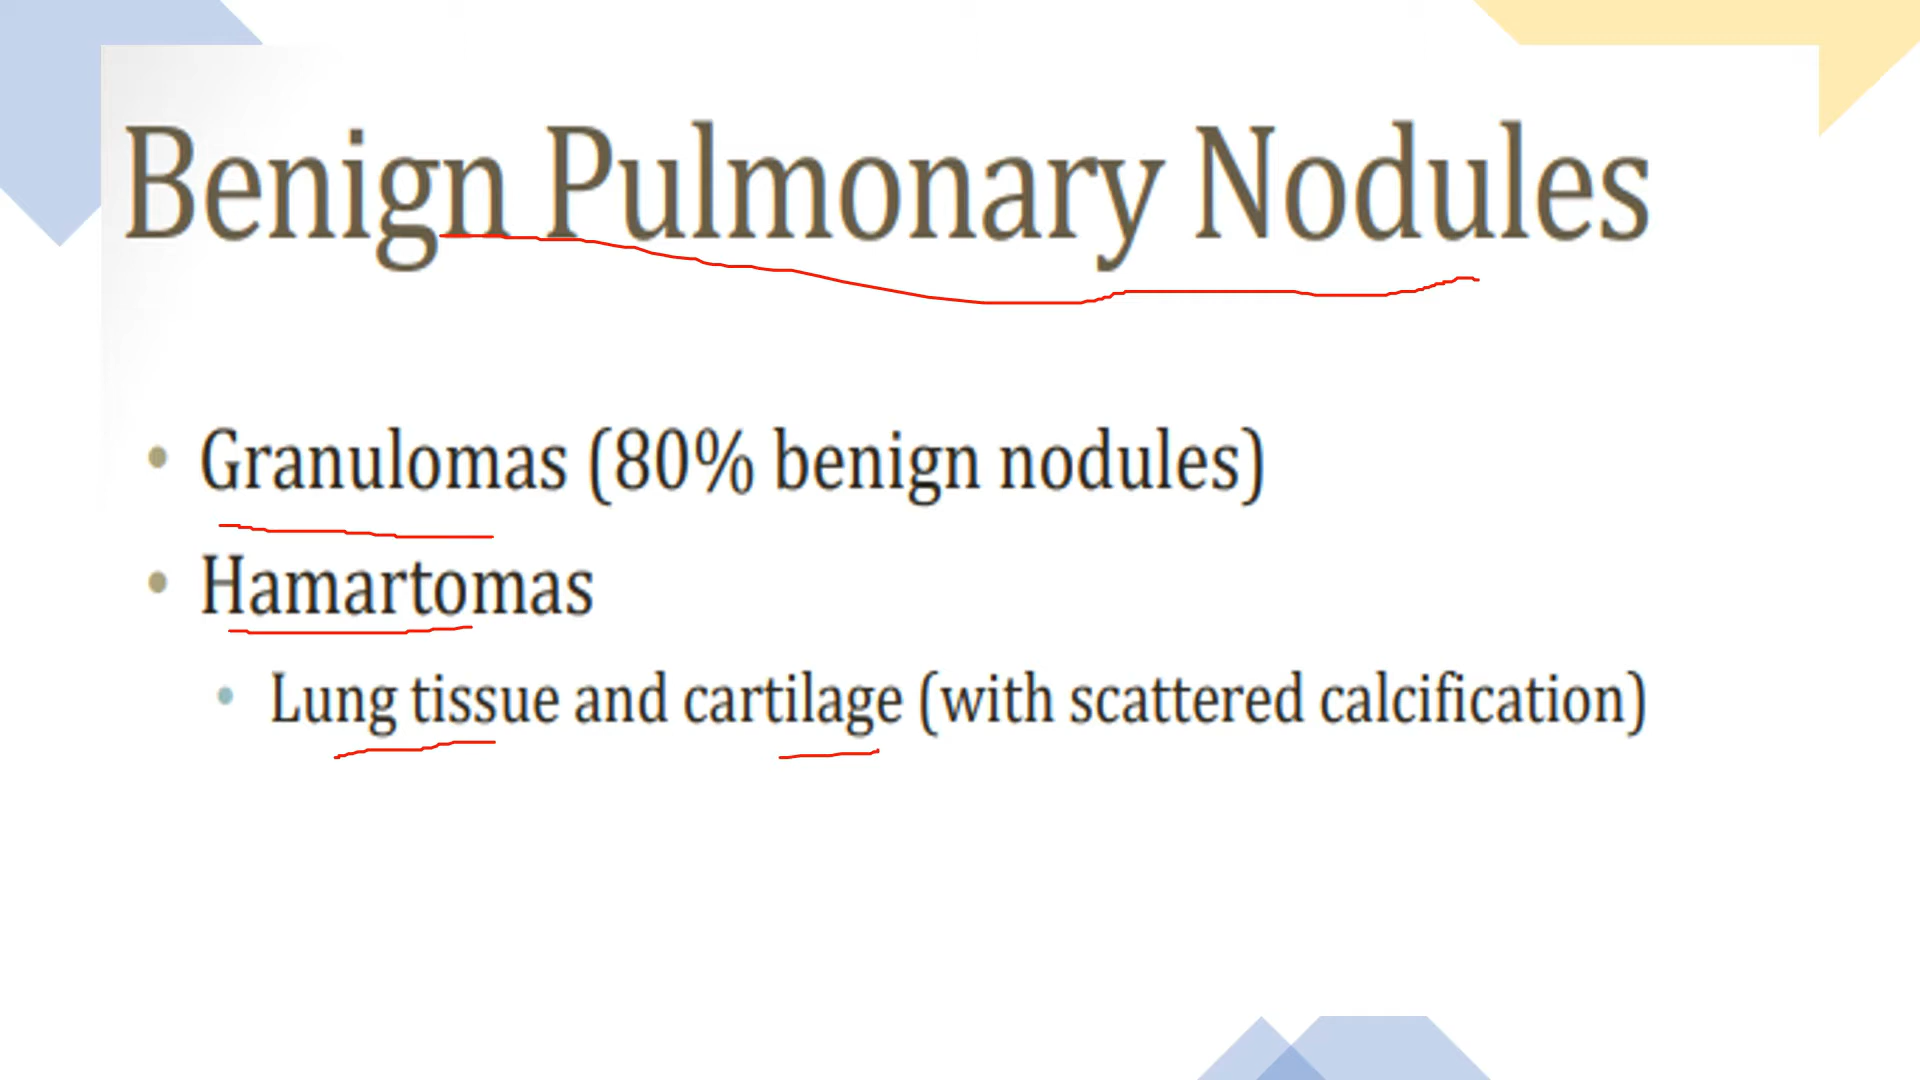 Benign Pulmonary Nodules
• Granulomas (80% benign nodules)
• Hamartomas
• Lung tissue and cartilage (with scattered calcification)